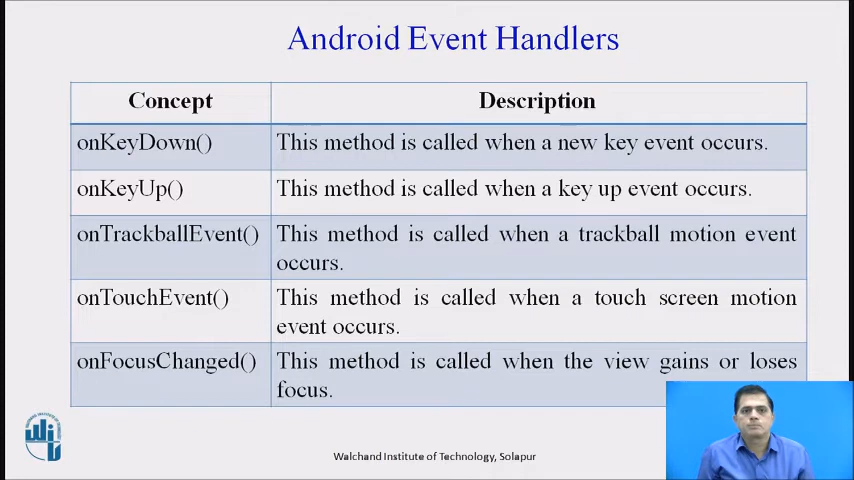 Android Event Handlers
Concept Description
onKeyDown() This method is called when a new key event occurs.
onKeyUp() This method is called when a key up event occurs.
onTrackballEvent() This method is called when a trackball motion event
occurs.
onTouchEvent() This method is called when a touch screen motion
event occurs.
onFocusChanged() This method is called when the view gains or loses
focus.
Walchand Institute of Technology, Solapur